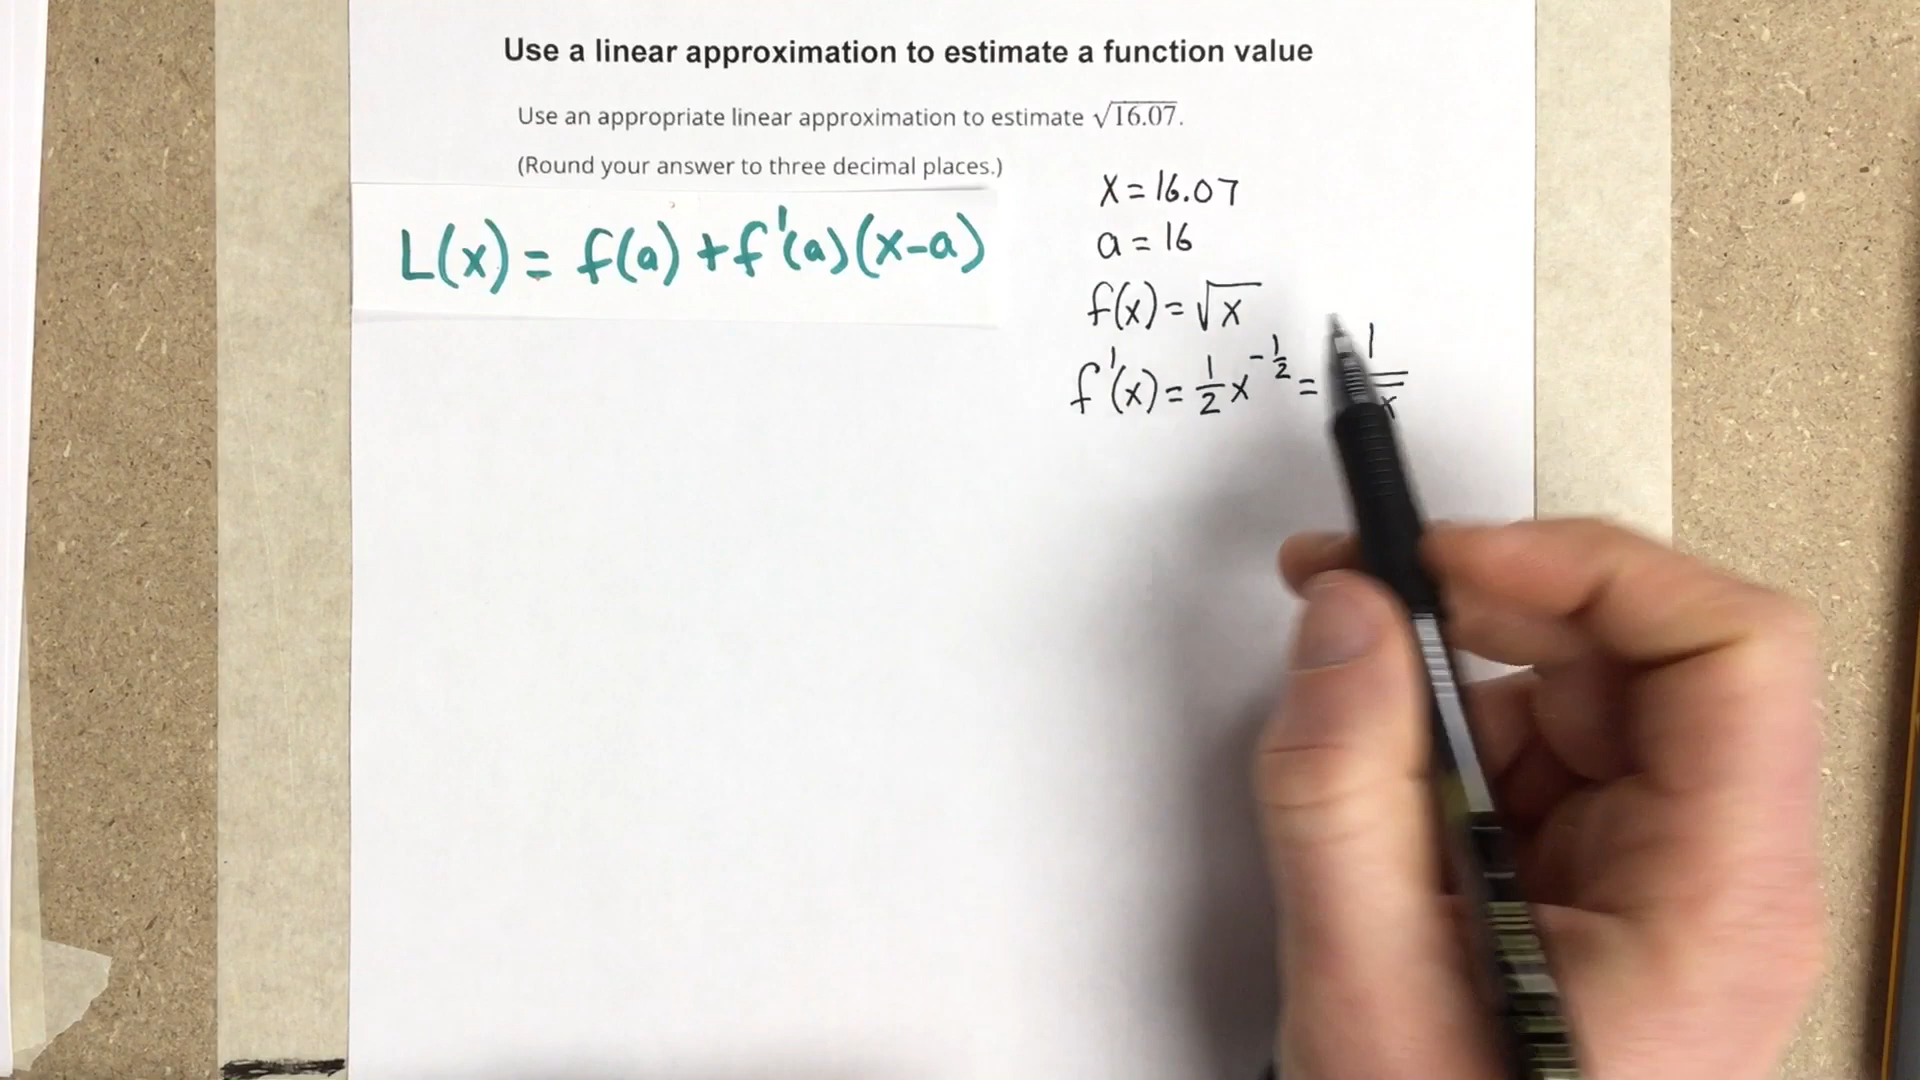 Use a linear approximation to estimate a function value
Use an appropriate linear approximation to estimate √16.07.
(Round your answer to three decimal places.)
L(x) = f(a) + f'(a)(x-a)
x = 16.07
a = 16
f(x) = √x
f'(x) = 1/2 x^-1/2 = 1/ x